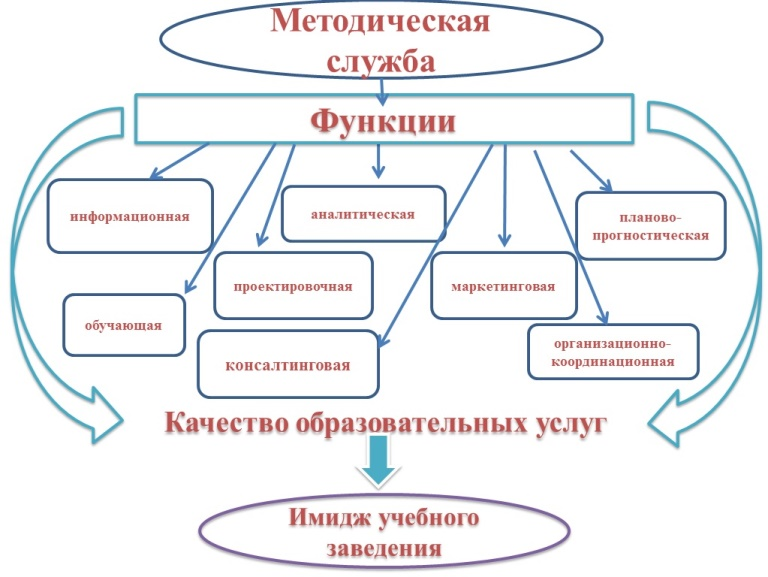 Методическая
служба
Функции
информационная
аналитическая
планово-
прогностическая
проектировочная
маркетинговая
обучающая
консалтинговая
организационно-
координационная
Качество образовательных услуг
Имидж учебного
заведения